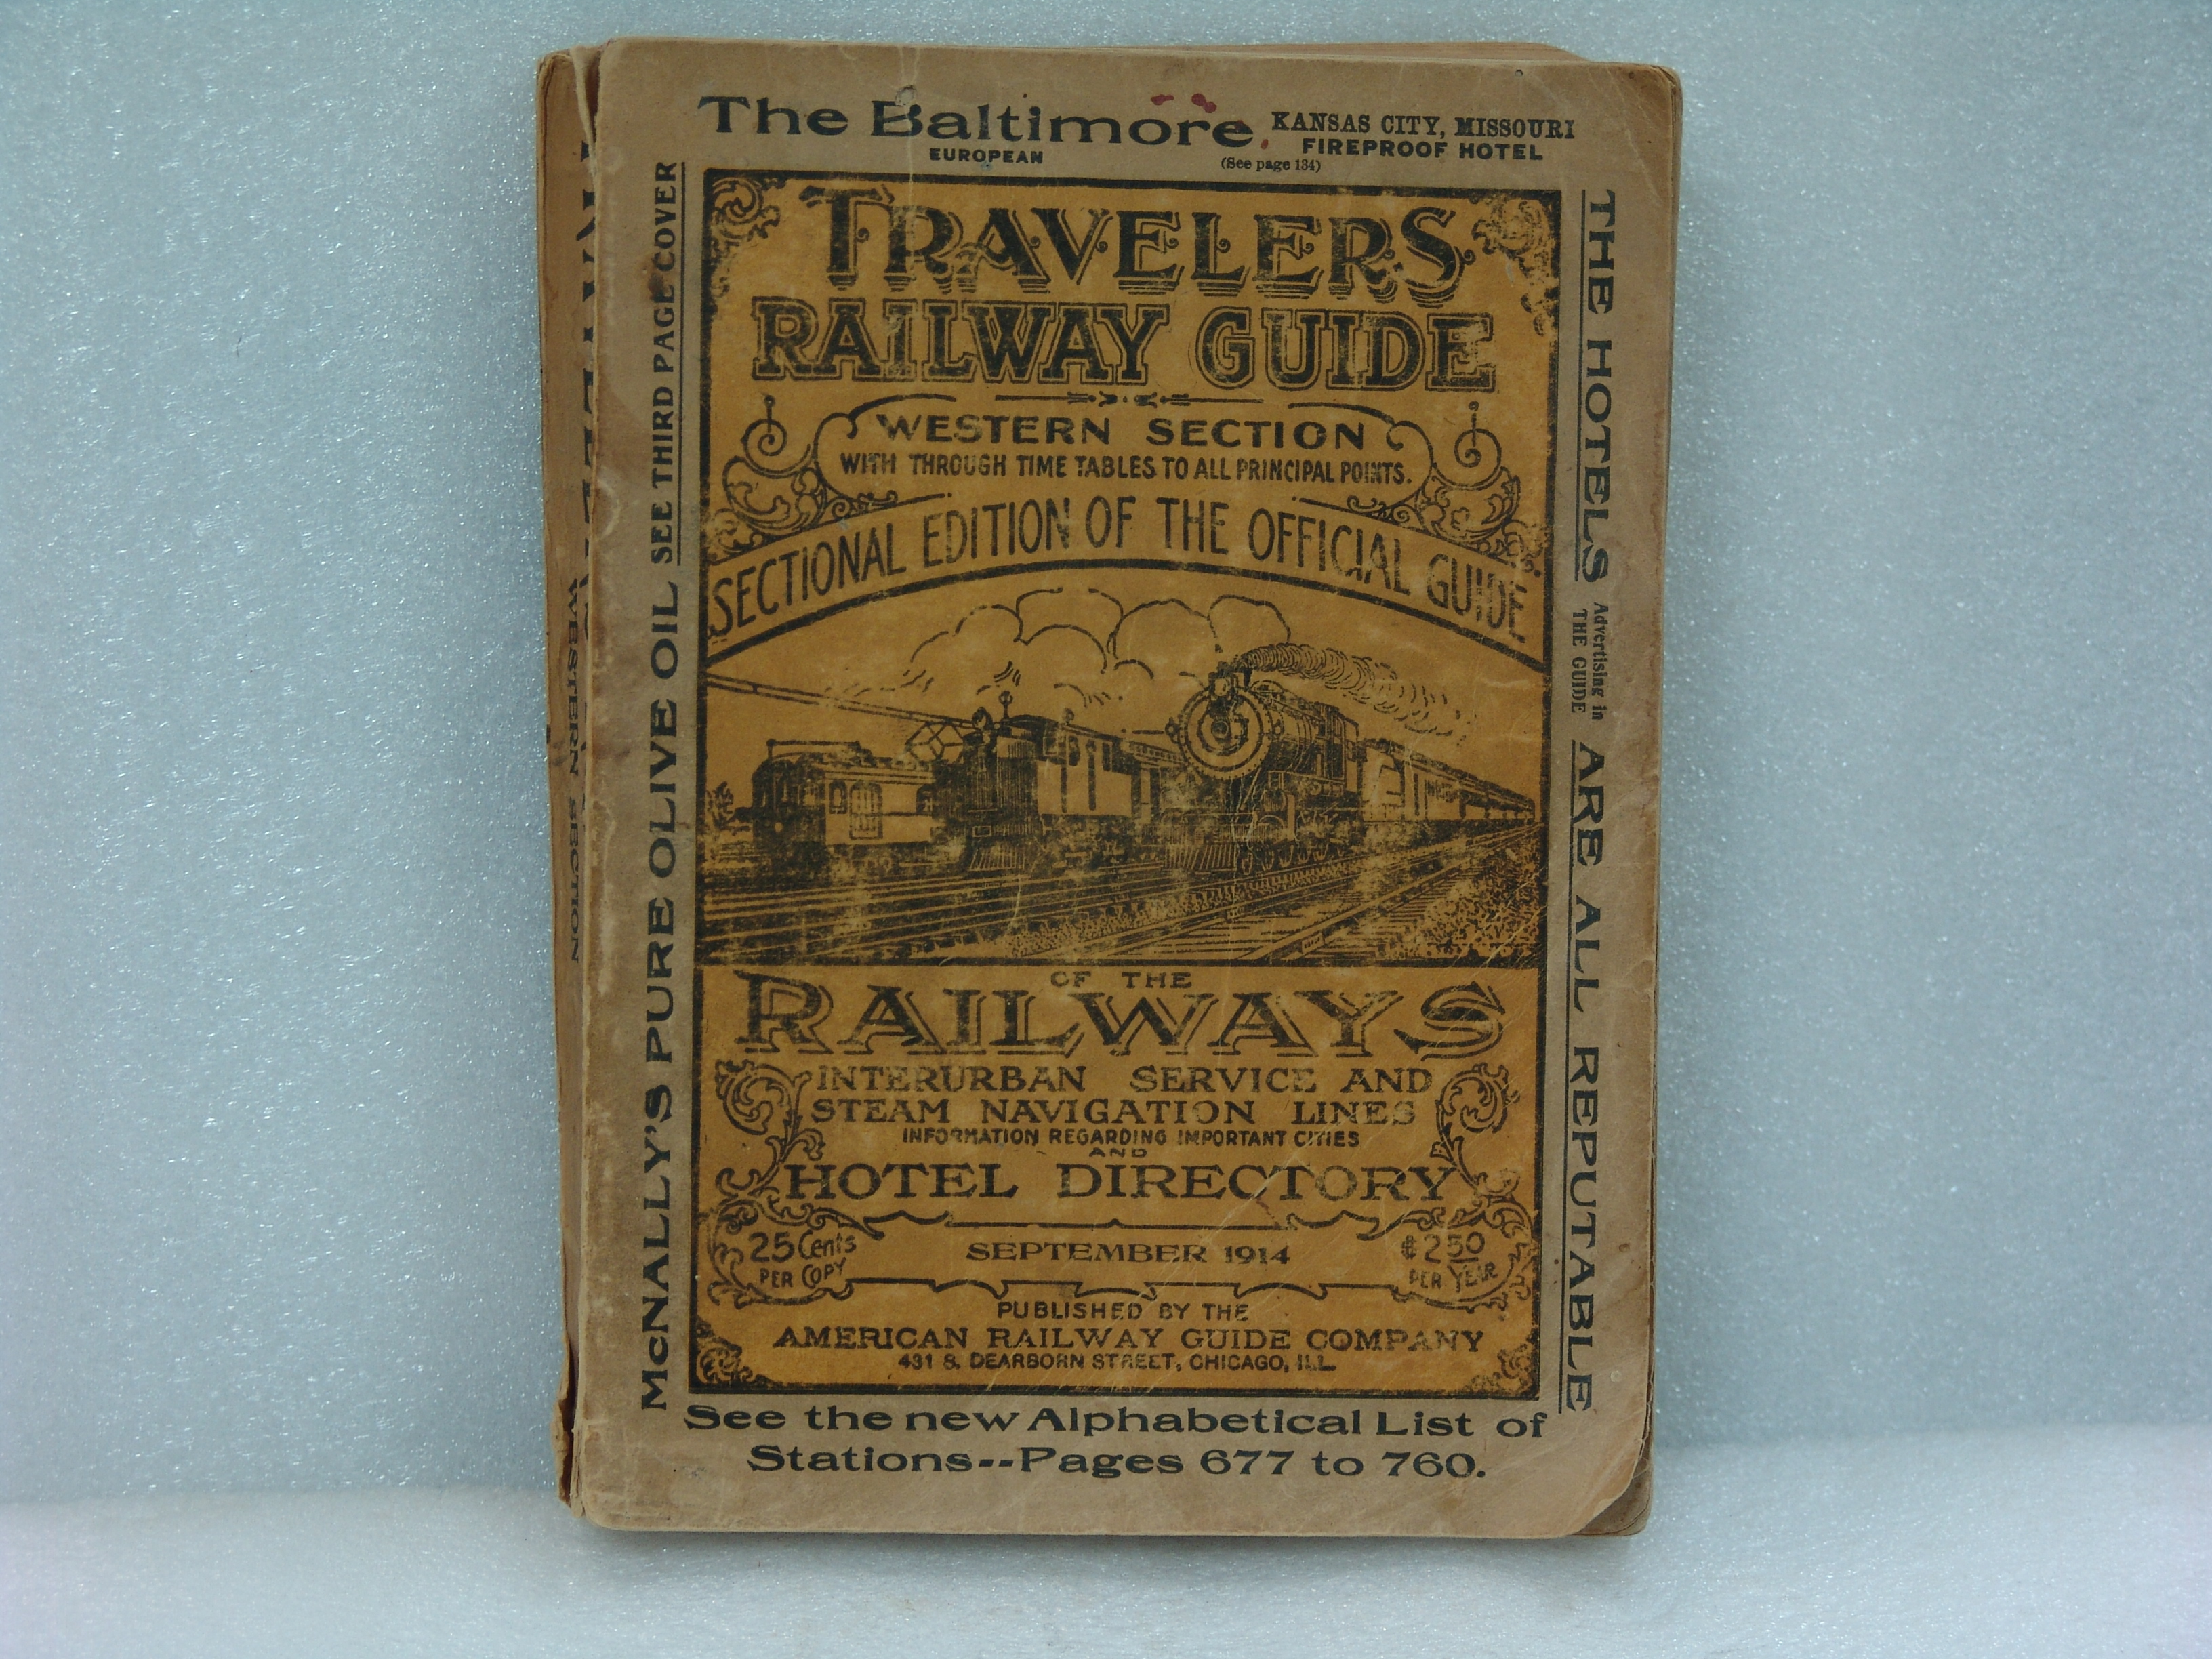 The Baltimore
EUROPEAN
KANSAS CITY, MISSOURI
FIREPROOF HOTEL
(See page 134)
TRAVELERS
RAILWAY GUIDE
WESTERN SECTION
WITH THROUGH TIME TABLES TO ALL PRINCIPAL POINTS.
SECTIONAL EDITION OF THE OFFICIAL GUIDE
OF THE
RAILWAYS
INTERURBAN SERVICE AND
STEAM NAVIGATION LINES
INFORMATION REGARDING IMPORTANT CITIES
AND
HOTEL DIRECTORY
25 Cents
PER COPY
SEPTEMBER 1914
$2.50
PER YEAR
PUBLISHED BY THE
AMERICAN RAILWAY GUIDE COMPANY
431 S. DEARBORN STREET, CHICAGO, ILL.
See the new Alphabetical List of
Stations--Pages 677 to 760.
McNALLY'S PURE OLIVE OIL SEE THIRD PAGE COVER
THE HOTELS Advertising in THE GUIDE ARE ALL REPUTABLE
WESTERN SECTION